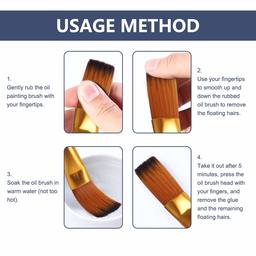 USAGE METHOD
1.
Gently rub the oil
painting brush with
your fingertips.
2.
Use your fingertips
to smooth up and
down the rubbed
oil brush to remove
the floating hairs.
3.
Soak the oil brush in
warm water (not too
hot).
4.
Take it out after 5
minutes, press the
oil brush head with
your fingers, and
remove the glue
and the remaining
floating hairs.